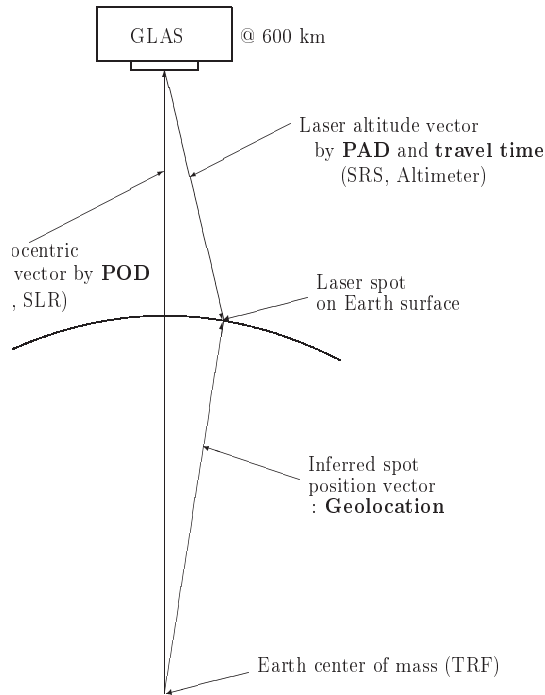 GLAS
@ 600 km
Laser altitude vector
by PAD and travel time
(SRS, Altimeter)
ocentric
vector by POD
, SLR)
Laser spot
on Earth surface
Inferred spot
position vector
: Geolocation
Earth center of mass (TRF)